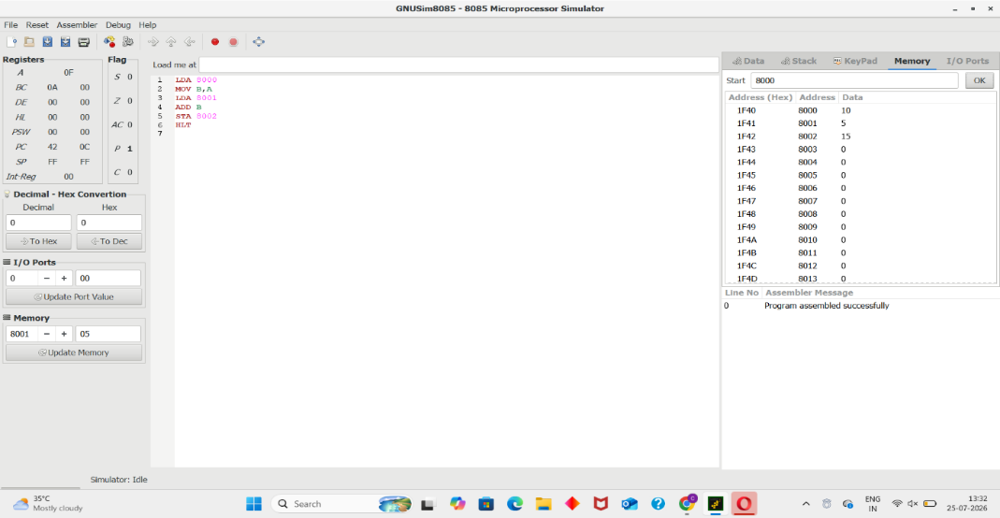 GNUSim8085 - 8085 Microprocessor Simulator
File Reset Assembler Debug Help
Registers
A 0F
BC 0A 00
DE 00 00
HL 00 00
PSW 00 00
PC 42 0C
SP FF FF
Int-Reg 00
Flag
S 0
Z 0
AC 0
P 1
C 0
Decimal - Hex Convertion
Decimal Hex
0 0
To Hex To Dec
I/O Ports
0 − + 00
Update Port Value
Memory
8001 − + 05
Update Memory
Load me at
1 LDA 8000
2 MOV B,A
3 LDA 8001
4 ADD B
5 STA 8002
6 HLT
7
Data Stack KeyPad Memory I/O Ports
Start 8000 OK
Address (Hex) Address Data
1F40 8000 10
1F41 8001 5
1F42 8002 15
1F43 8003 0
1F44 8004 0
1F45 8005 0
1F46 8006 0
1F47 8007 0
1F48 8008 0
1F49 8009 0
1F4A 8010 0
1F4B 8011 0
1F4C 8012 0
1F4D 8013 0
Line No Assembler Message
0 Program assembled successfully
Simulator: Idle
35°C
Mostly cloudy
Search
ENG
IN
13:32
25-07-2026